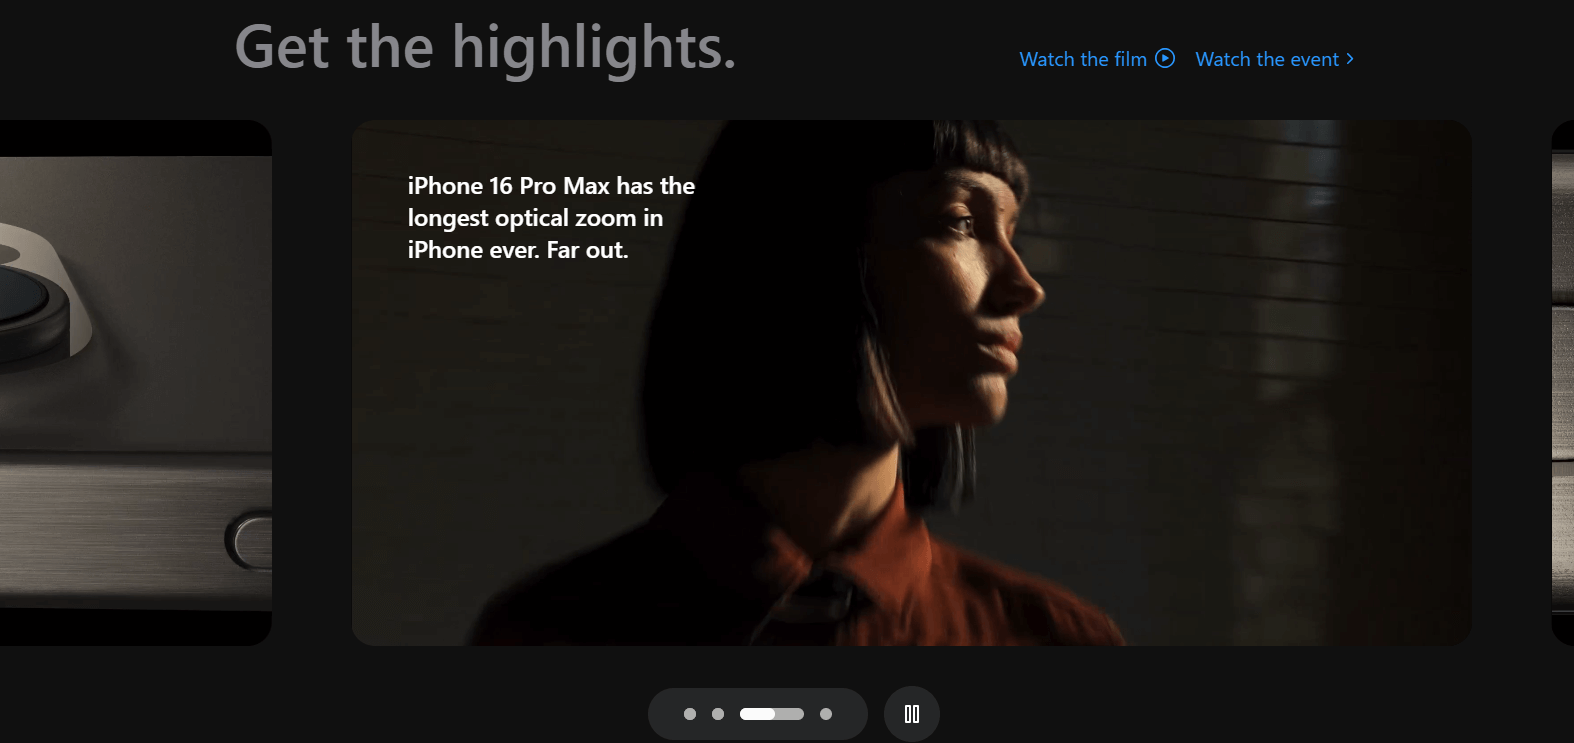 Get the highlights.
Watch the film
Watch the event
iPhone 16 Pro Max has the
longest optical zoom in
iPhone ever. Far out.